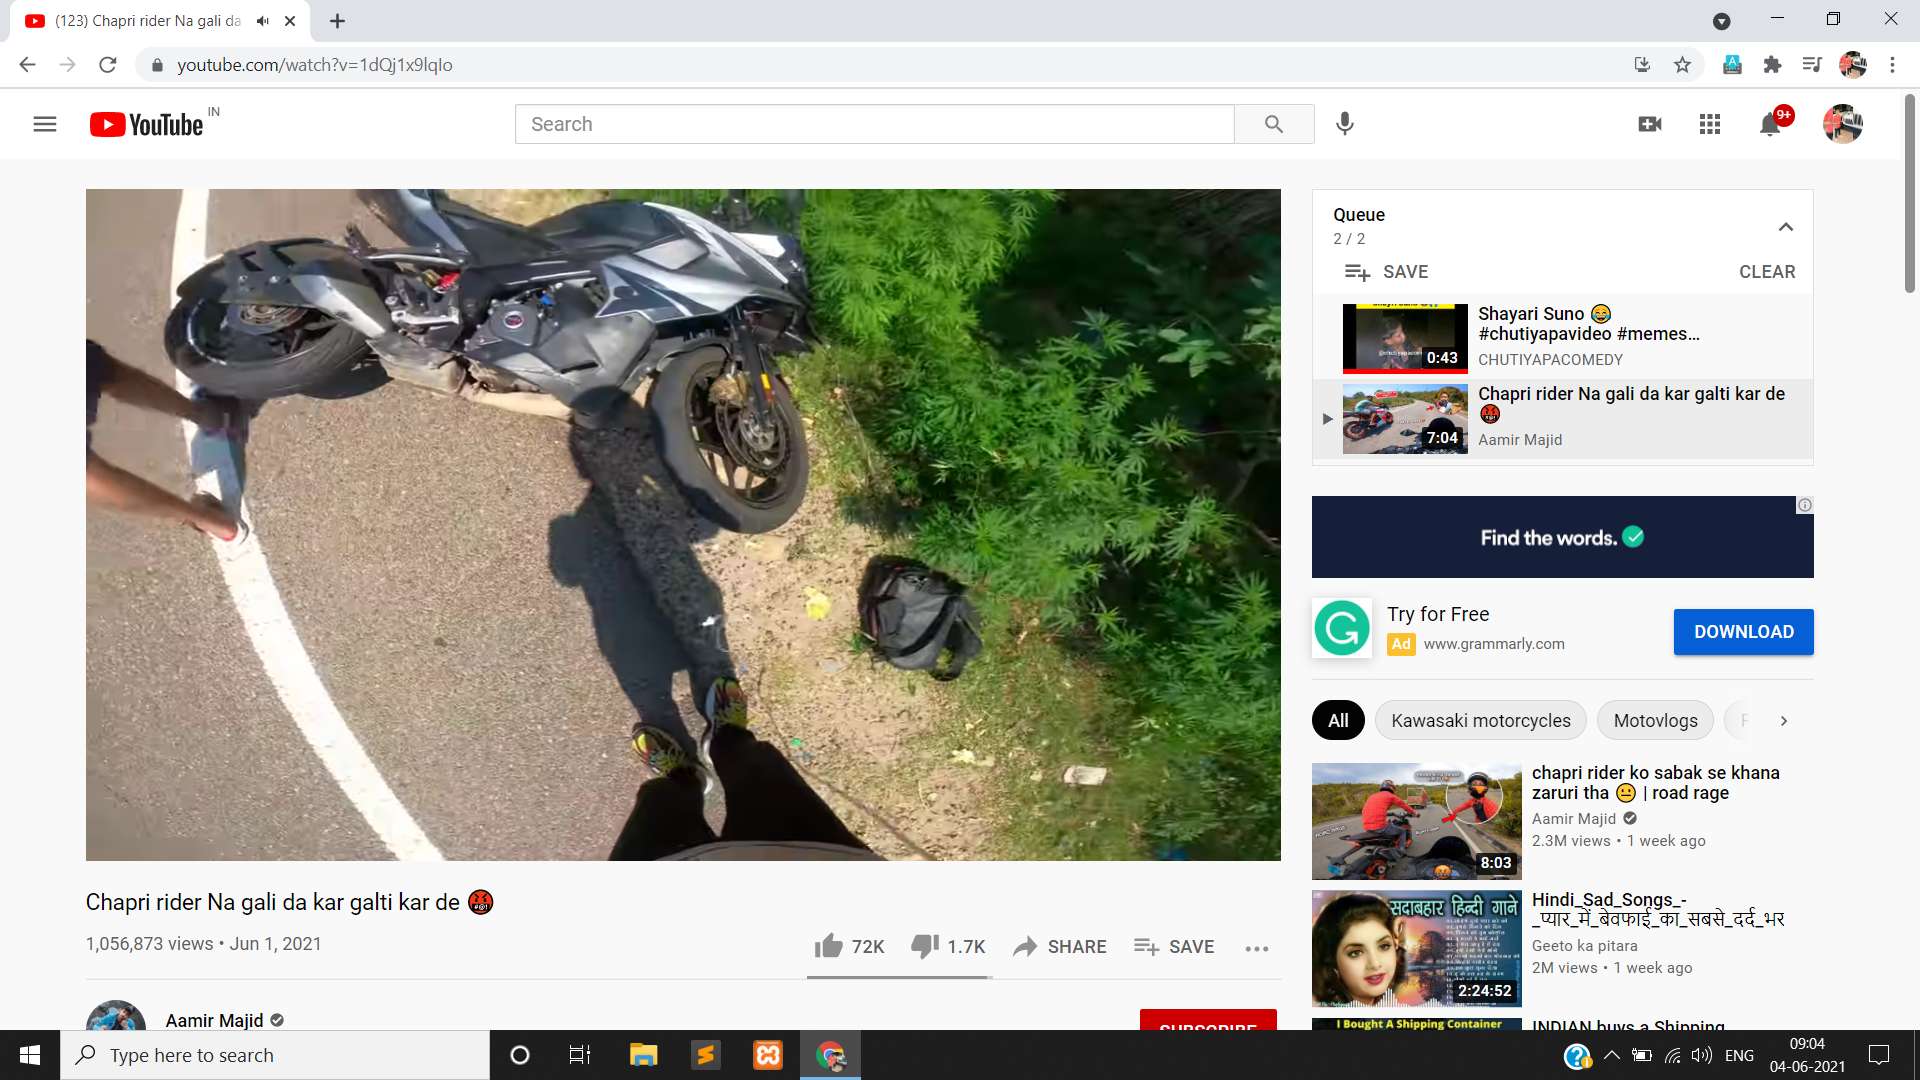 (123) Chapri rider Na gali da
youtube.com/watch?v=1dQj1x9lqIo
YouTube IN
Search
9+
Queue
2 / 2
SAVE
CLEAR
Shayari Suno 😂
#chutiyapavideo #memes...
CHUTIYAPACOMEDY
0:43
Chapri rider Na gali da kar galti kar de
🤬
Aamir Majid
7:04
Find the words.
Try for Free
Ad www.grammarly.com
DOWNLOAD
All
Kawasaki motorcycles
Motovlogs
chapri rider ko sabak se khana
zaruri tha 😐 | road rage
Aamir Majid
2.3M views • 1 week ago
8:03
सदाबहार हिन्दी गाने
2:24:52
Hindi_Sad_Songs_-
_प्यार_में_बेवफाई_का_सबसे_दर्द_भर
Geeto ka pitara
2M views • 1 week ago
I Bought A Shipping Container
INDIAN buys a Shipping
Chapri rider Na gali da kar galti kar de 🤬
1,056,873 views • Jun 1, 2021
72K
1.7K
SHARE
SAVE
Aamir Majid
SUBSCRIBE
Type here to search
ENG
09:04
04-06-2021